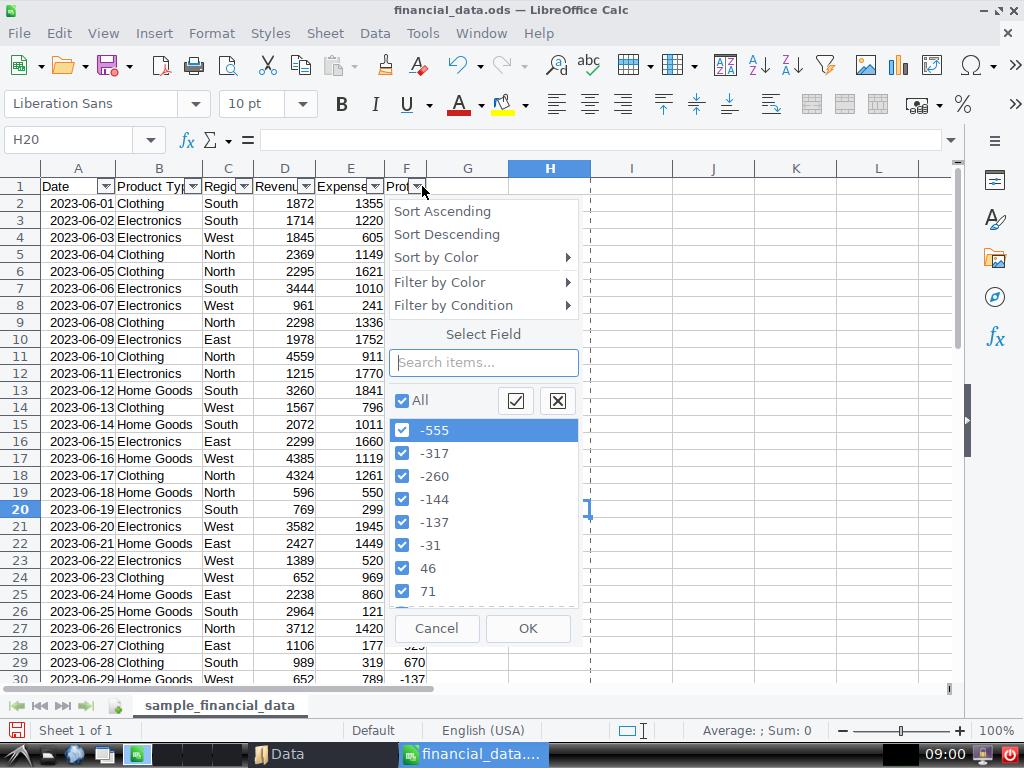 financial_data.ods — LibreOffice Calc
File Edit View Insert Format Styles Sheet Data Tools Window Help
Liberation Sans 10 pt B I U A %
H20 fx Σ =
A B C D E F G H I J K L
1 Date Product Typ Regio Revenu Expense Prof
2 2023-06-01 Clothing South 1872 1355
3 2023-06-02 Electronics South 1714 1220
4 2023-06-03 Electronics West 1845 605
5 2023-06-04 Clothing North 2369 1149
6 2023-06-05 Clothing North 2295 1621
7 2023-06-06 Electronics South 3444 1010
8 2023-06-07 Electronics West 961 241
9 2023-06-08 Clothing North 2298 1336
10 2023-06-09 Electronics East 1978 1752
11 2023-06-10 Clothing North 4559 911
12 2023-06-11 Electronics North 1215 1770
13 2023-06-12 Home Goods South 3260 1841
14 2023-06-13 Clothing West 1567 796
15 2023-06-14 Home Goods South 2072 1011
16 2023-06-15 Electronics East 2299 1660
17 2023-06-16 Home Goods West 4385 1119
18 2023-06-17 Clothing North 4324 1261
19 2023-06-18 Home Goods North 596 550
20 2023-06-19 Electronics South 769 299
21 2023-06-20 Electronics West 3582 1945
22 2023-06-21 Home Goods East 2427 1449
23 2023-06-22 Electronics West 1389 520
24 2023-06-23 Clothing West 652 969
25 2023-06-24 Home Goods East 2238 860
26 2023-06-25 Home Goods South 2964 121
27 2023-06-26 Electronics North 3712 1420
28 2023-06-27 Clothing East 1106 177
29 2023-06-28 Clothing South 989 319 670
30 2023-06-29 Home Goods West 652 789 -137
Sort Ascending
Sort Descending
Sort by Color
Filter by Color
Filter by Condition
Select Field
Search items...
All
-555
-317
-260
-144
-137
-31
46
71
Cancel OK
sample_financial_data
Sheet 1 of 1 Default English (USA) Average: ; Sum: 0 100%
Data financial_data.... 09:00